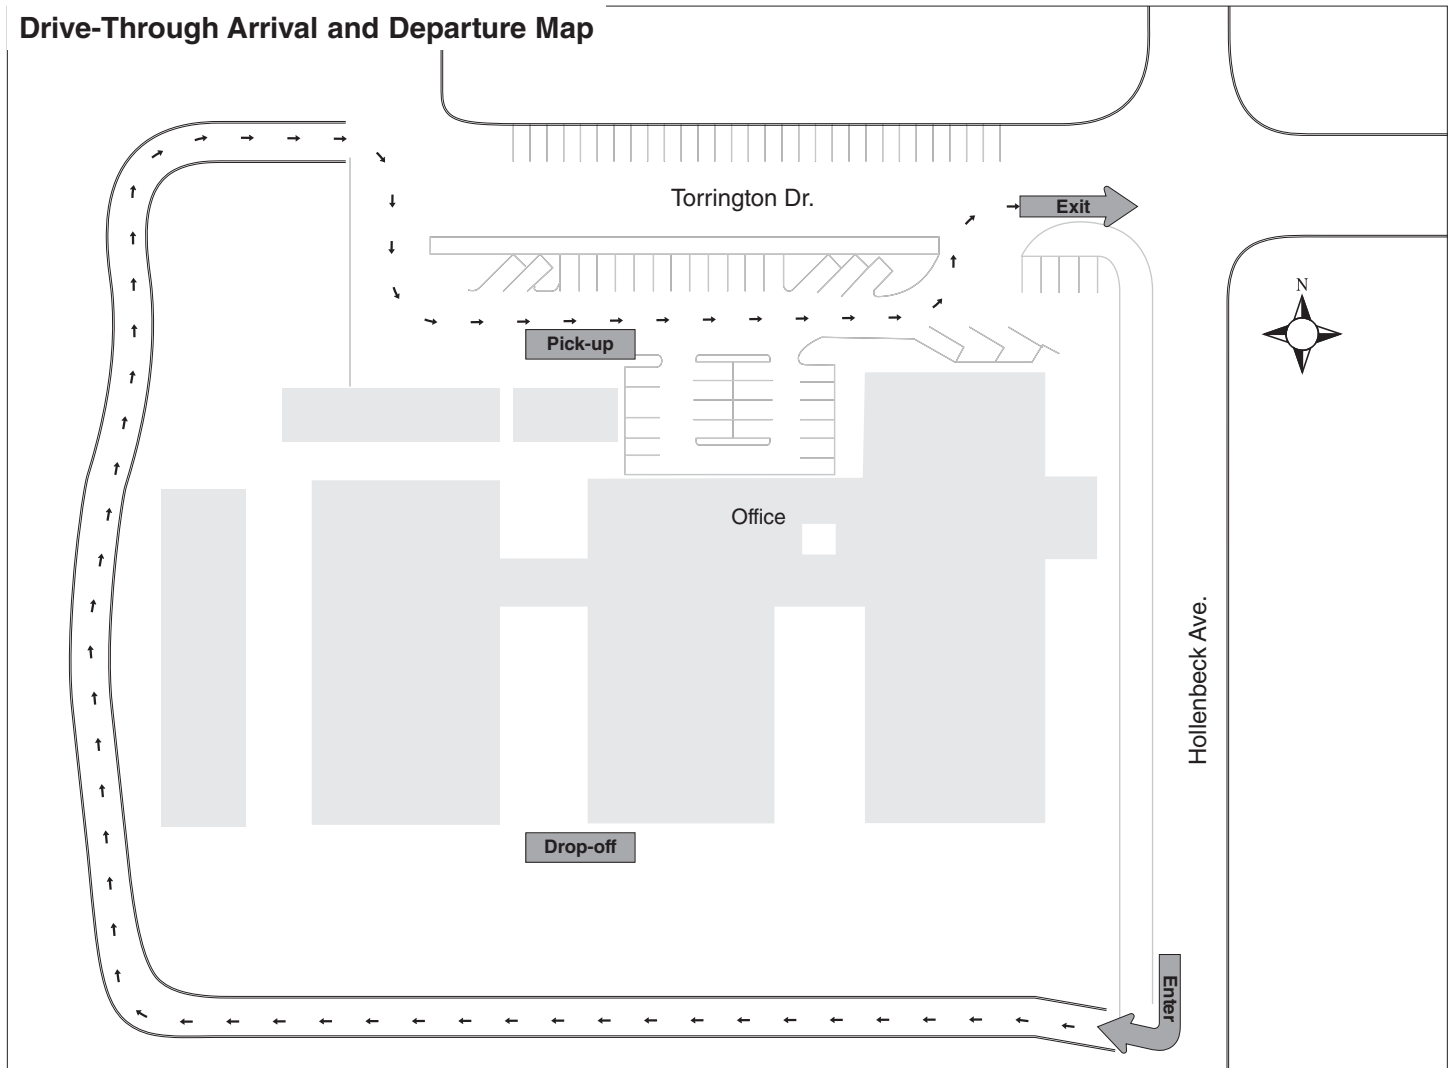 Drive-Through Arrival and Departure Map
Torrington Dr.
Exit
N
Pick-up
Office
Hollenbeck Ave.
Drop-off
Enter